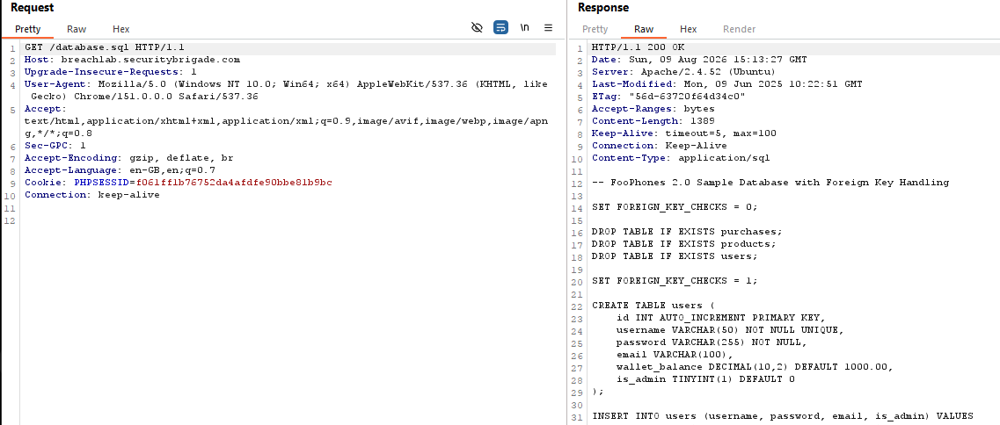 Request
Pretty Raw Hex
\n
1 GET /database.sql HTTP/1.1
2 Host: breachlab.securitybrigade.com
3 Upgrade-Insecure-Requests: 1
4 User-Agent: Mozilla/5.0 (Windows NT 10.0; Win64; x64) AppleWebKit/537.36 (KHTML, like
Gecko) Chrome/151.0.0.0 Safari/537.36
5 Accept:
text/html,application/xhtml+xml,application/xml;q=0.9,image/avif,image/webp,image/apn
g,*/*;q=0.8
6 Sec-GPC: 1
7 Accept-Encoding: gzip, deflate, br
8 Accept-Language: en-GB,en;q=0.7
9 Cookie: PHPSESSID=f061ff1b76752da4afdfe90bbe81b9bc
10 Connection: keep-alive
11
12
Response
Pretty Raw Hex Render
1 HTTP/1.1 200 OK
2 Date: Sun, 09 Aug 2026 15:13:27 GMT
3 Server: Apache/2.4.52 (Ubuntu)
4 Last-Modified: Mon, 09 Jun 2025 10:22:51 GMT
5 ETag: "56d-63720f64d34c0"
6 Accept-Ranges: bytes
7 Content-Length: 1389
8 Keep-Alive: timeout=5, max=100
9 Connection: Keep-Alive
10 Content-Type: application/sql
11
12 -- FooPhones 2.0 Sample Database with Foreign Key Handling
13
14 SET FOREIGN_KEY_CHECKS = 0;
15
16 DROP TABLE IF EXISTS purchases;
17 DROP TABLE IF EXISTS products;
18 DROP TABLE IF EXISTS users;
19
20 SET FOREIGN_KEY_CHECKS = 1;
21
22 CREATE TABLE users (
23 id INT AUTO_INCREMENT PRIMARY KEY,
24 username VARCHAR(50) NOT NULL UNIQUE,
25 password VARCHAR(255) NOT NULL,
26 email VARCHAR(100),
27 wallet_balance DECIMAL(10,2) DEFAULT 1000.00,
28 is_admin TINYINT(1) DEFAULT 0
29 );
30
31 INSERT INTO users (username, password, email, is_admin) VALUES